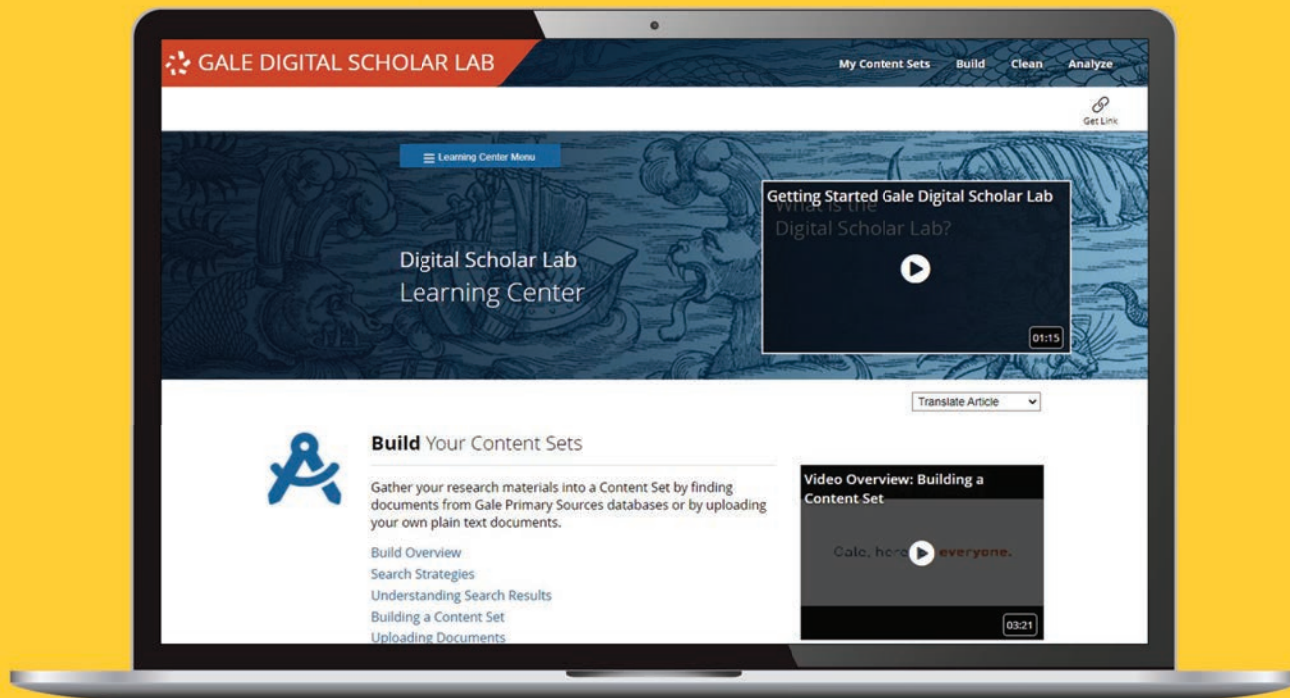 GALE DIGITAL SCHOLAR LAB
My Content Sets Build Clean Analyze
Get Link
Learning Center Menu
Getting Started Gale Digital Scholar Lab
What is the
Digital Scholar Lab?
01:15
Digital Scholar Lab
Learning Center
Translate Article
Build Your Content Sets
Gather your research materials into a Content Set by finding
documents from Gale Primary Sources databases or by uploading
your own plain text documents.
Build Overview
Search Strategies
Understanding Search Results
Building a Content Set
Uploading Documents
Video Overview: Building a
Content Set
Gale, here everyone.
03:21